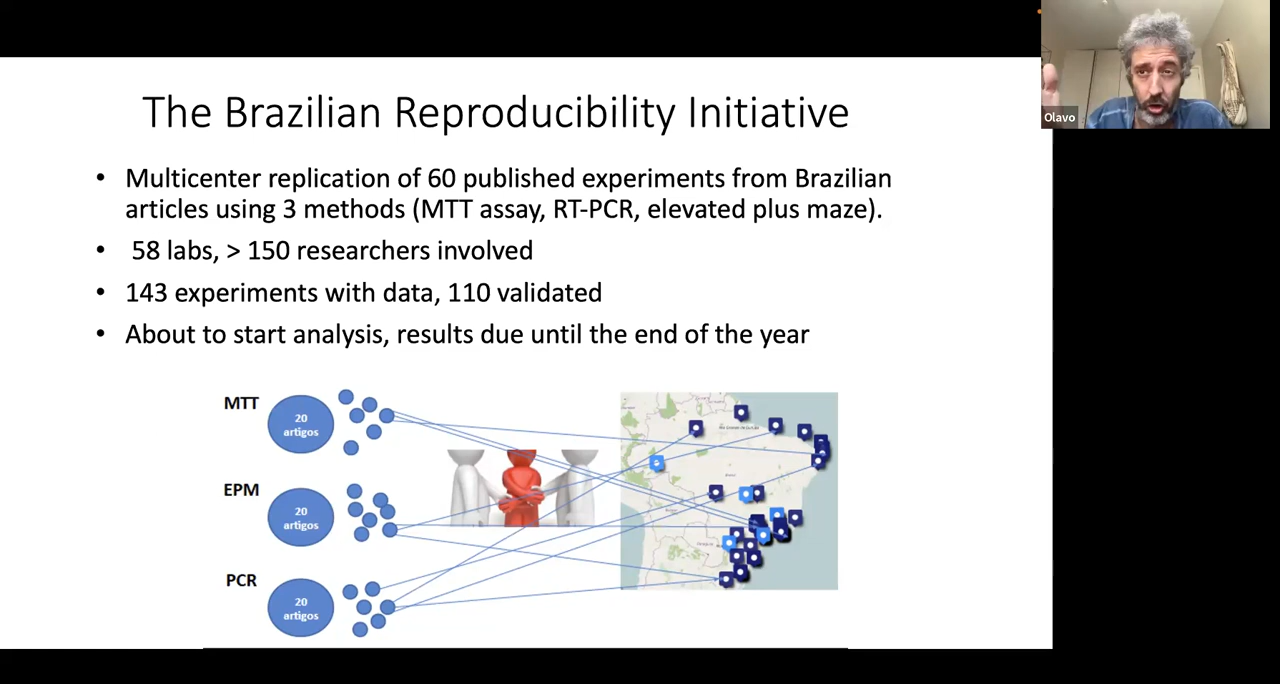 The Brazilian Reproducibility Initiative
Olavo
• Multicenter replication of 60 published experiments from Brazilian
articles using 3 methods (MTT assay, RT-PCR, elevated plus maze).
• 58 labs, > 150 researchers involved
• 143 experiments with data, 110 validated
• About to start analysis, results due until the end of the year
MTT
20
artigos
EPM
20
artigos
PCR
20
artigos